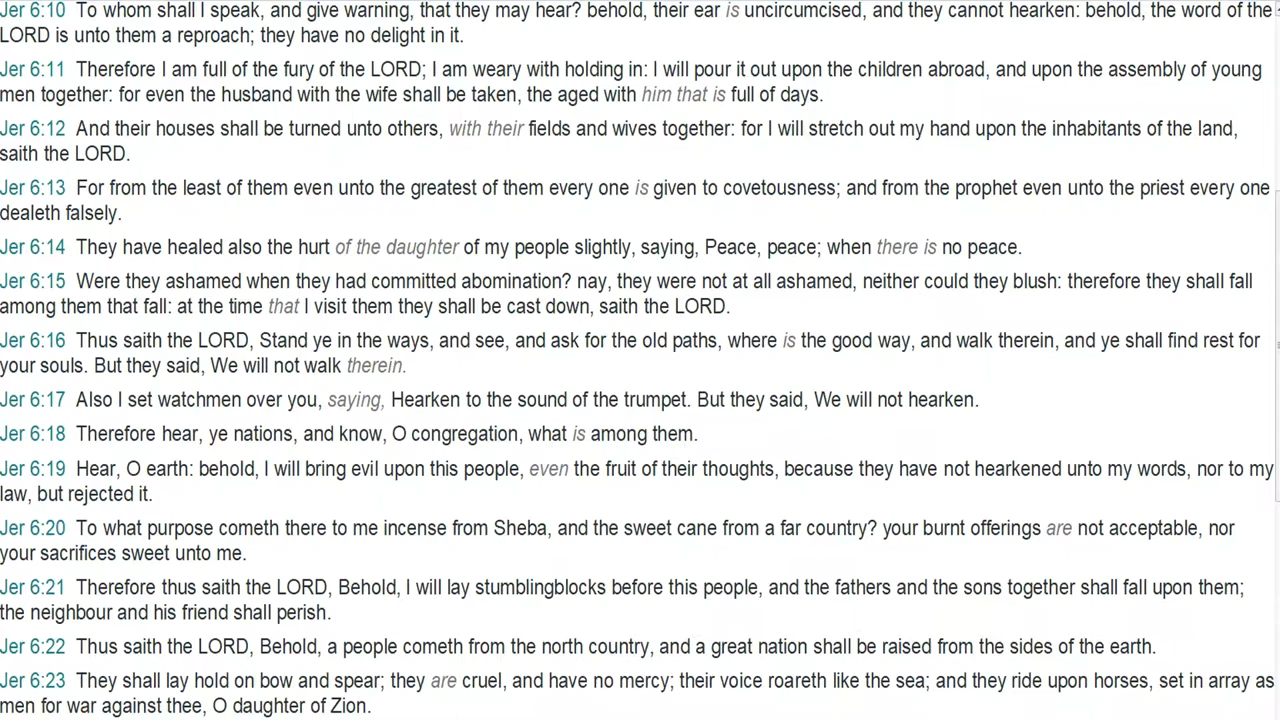 Jer 6:10 To whom shall I speak, and give warning, that they may hear? behold, their ear is uncircumcised, and they cannot hearken: behold, the word of the
LORD is unto them a reproach; they have no delight in it.
Jer 6:11 Therefore I am full of the fury of the LORD; I am weary with holding in: I will pour it out upon the children abroad, and upon the assembly of young
men together: for even the husband with the wife shall be taken, the aged with him that is full of days.
Jer 6:12 And their houses shall be turned unto others, with their fields and wives together: for I will stretch out my hand upon the inhabitants of the land,
saith the LORD.
Jer 6:13 For from the least of them even unto the greatest of them every one is given to covetousness; and from the prophet even unto the priest every one
dealeth falsely.
Jer 6:14 They have healed also the hurt of the daughter of my people slightly, saying, Peace, peace; when there is no peace.
Jer 6:15 Were they ashamed when they had committed abomination? nay, they were not at all ashamed, neither could they blush: therefore they shall fall
among them that fall: at the time that I visit them they shall be cast down, saith the LORD.
Jer 6:16 Thus saith the LORD, Stand ye in the ways, and see, and ask for the old paths, where is the good way, and walk therein, and ye shall find rest for
your souls. But they said, We will not walk therein.
Jer 6:17 Also I set watchmen over you, saying, Hearken to the sound of the trumpet. But they said, We will not hearken.
Jer 6:18 Therefore hear, ye nations, and know, O congregation, what is among them.
Jer 6:19 Hear, O earth: behold, I will bring evil upon this people, even the fruit of their thoughts, because they have not hearkened unto my words, nor to my
law, but rejected it.
Jer 6:20 To what purpose cometh there to me incense from Sheba, and the sweet cane from a far country? your burnt offerings are not acceptable, nor
your sacrifices sweet unto me.
Jer 6:21 Therefore thus saith the LORD, Behold, I will lay stumblingblocks before this people, and the fathers and the sons together shall fall upon them;
the neighbour and his friend shall perish.
Jer 6:22 Thus saith the LORD, Behold, a people cometh from the north country, and a great nation shall be raised from the sides of the earth.
Jer 6:23 They shall lay hold on bow and spear; they are cruel, and have no mercy; their voice roareth like the sea; and they ride upon horses, set in array as
men for war against thee, O daughter of Zion.